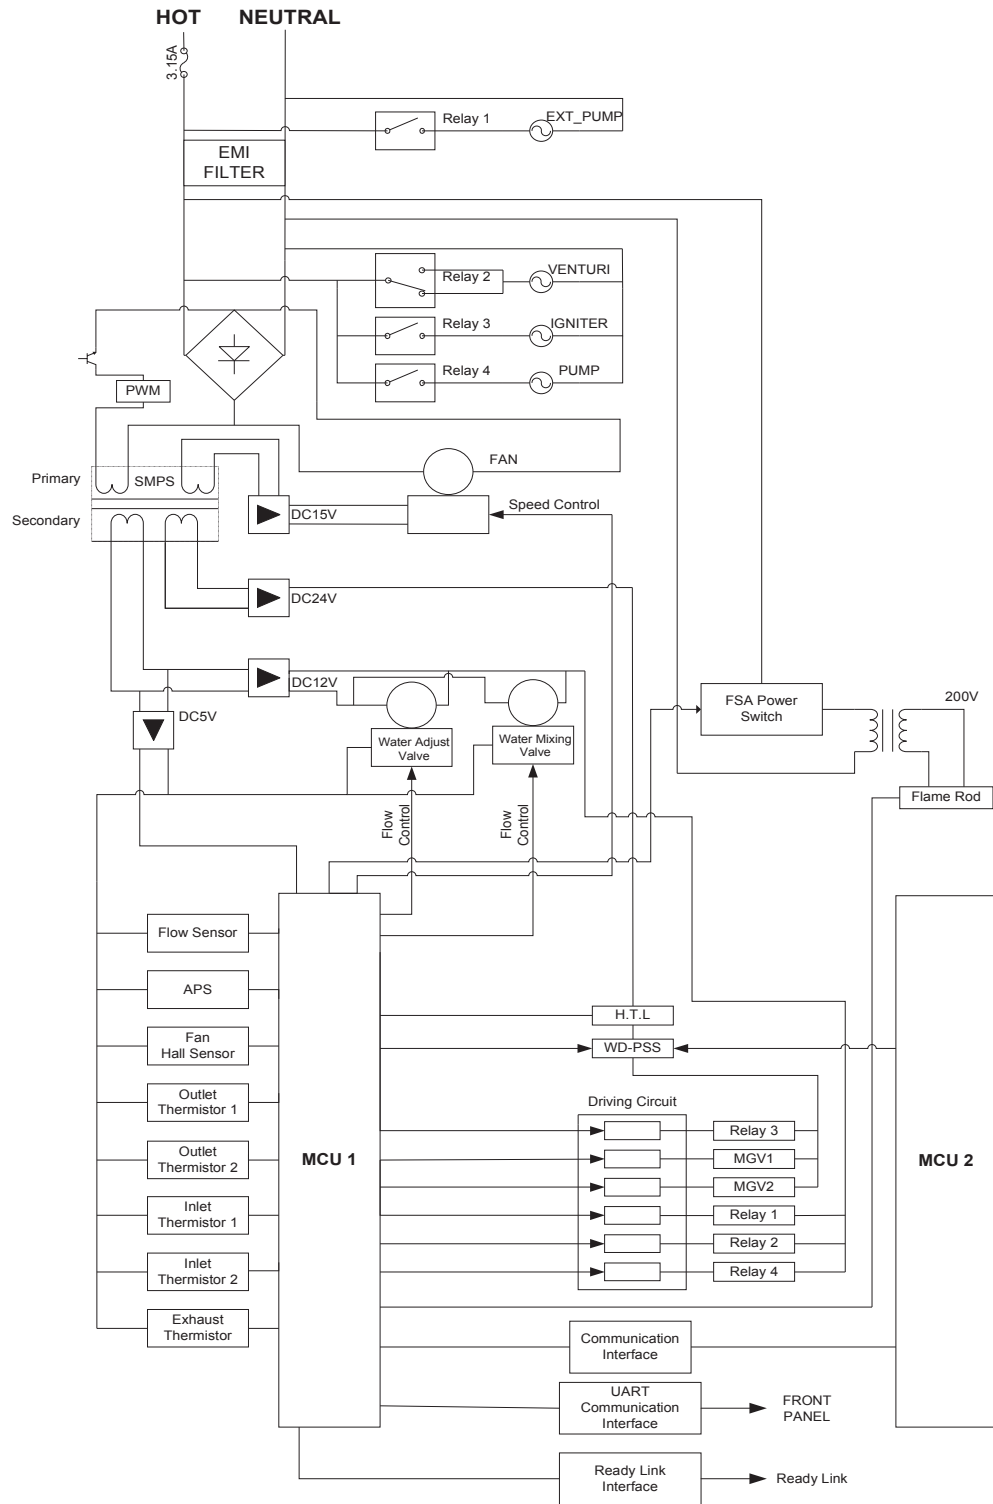 HOT NEUTRAL
3.15A
Relay 1 EXT_PUMP
EMI
FILTER
Relay 2 VENTURI
Relay 3 IGNITER
Relay 4 PUMP
PWM
FAN
Primary SMPS
Speed Control
Secondary DC15V
DC24V
DC12V
FSA Power
Switch
200V
DC5V
Water Adjust
Valve
Water Mixing
Valve
Flame Rod
Flow
Control
Flow
Control
Flow Sensor
APS
H.T.L
Fan
Hall Sensor
WD-PSS
Outlet
Thermistor 1
Driving Circuit
Relay 3
Outlet
Thermistor 2
MCU 1
MGV1
MCU 2
MGV2
Inlet
Thermistor 1
Relay 1
Relay 2
Inlet
Thermistor 2
Relay 4
Exhaust
Thermistor
Communication
Interface
UART
Communication
Interface
FRONT
PANEL
Ready Link
Interface
Ready Link